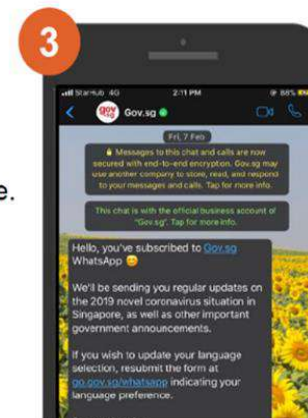 3
e.
StarHub 4G 2:11 PM 88%
gov sg Gov.sg
Fri, 7 Feb
Messages to this chat and calls are now
secured with end-to-end encryption. Gov.sg may
use another company to store, read, and respond
to your messages and calls. Tap for more info.
This chat is with the official business account of
"Gov.sg". Tap for more info.
Hello, you've subscribed to Gov.sg
WhatsApp 😊
We'll be sending you regular updates on
the 2019 novel coronavirus situation in
Singapore, as well as other important
government announcements.
If you wish to update your language
selection, resubmit the form at
go.gov.sg/whatsapp indicating your
language preference.